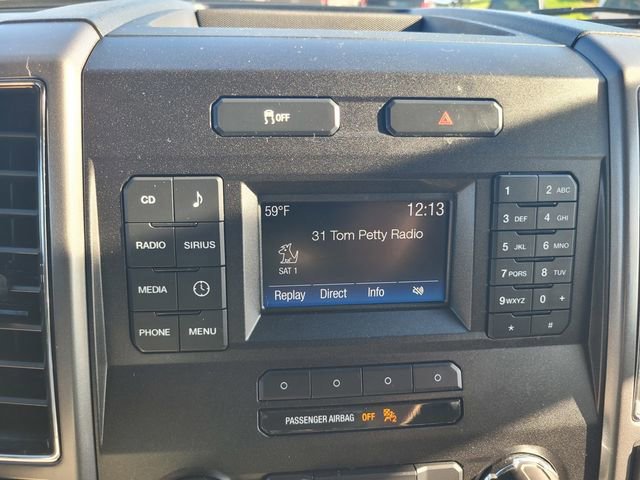 OFF
CD
RADIO SIRIUS
MEDIA
PHONE MENU
59°F 12:13
31 Tom Petty Radio
SAT 1
Replay Direct Info
1 2 ABC
3 DEF 4 GHI
5 JKL 6 MNO
7 PQRS 8 TUV
9 WXYZ 0 +
* #
PASSENGER AIRBAG OFF 2